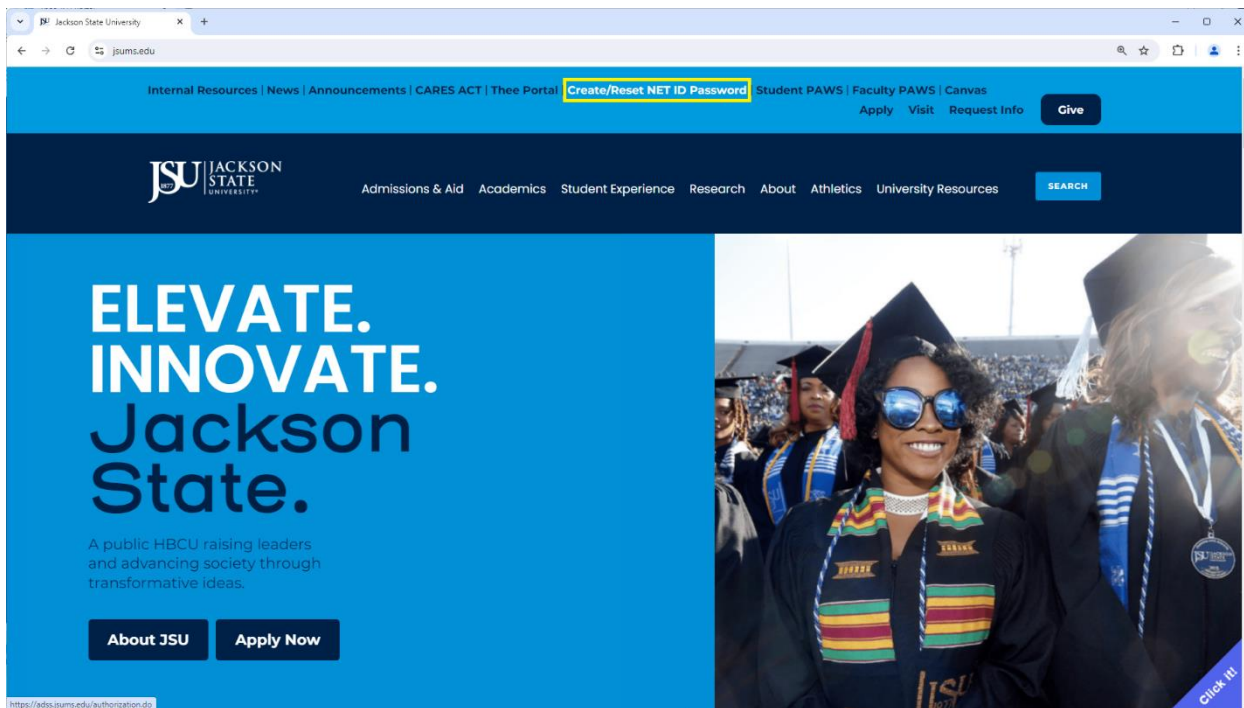 Jackson State University
jsums.edu
Internal Resources | News | Announcements | CARES ACT | Thee Portal | Create/Reset NET ID Password | Student PAWS | Faculty PAWS | Canvas
Apply Visit Request Info Give
JSU 1877 JACKSON STATE UNIVERSITY
Admissions & Aid Academics Student Experience Research About Athletics University Resources SEARCH
ELEVATE.
INNOVATE.
Jackson
State.
A public HBCU raising leaders
and advancing society through
transformative ideas.
About JSU Apply Now
JSU
Click it!
https://adss.jsums.edu/authorization.do